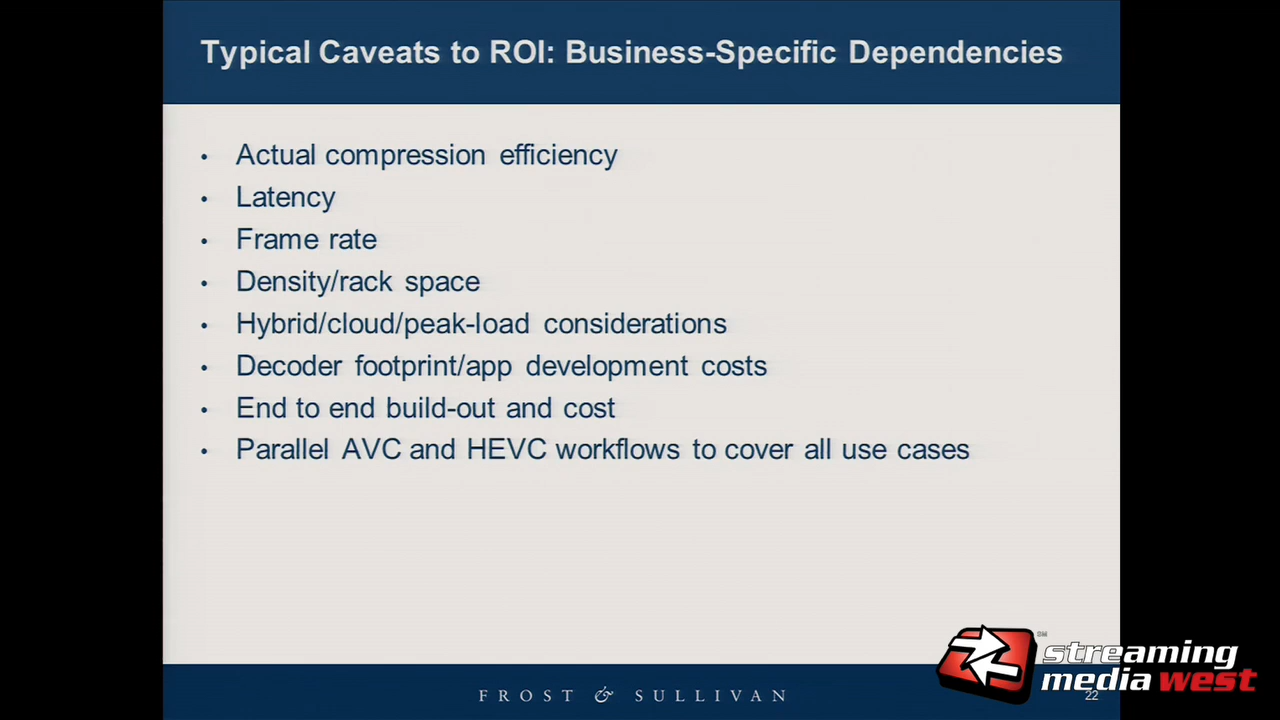 Typical Caveats to ROI: Business-Specific Dependencies
• Actual compression efficiency
• Latency
• Frame rate
• Density/rack space
• Hybrid/cloud/peak-load considerations
• Decoder footprint/app development costs
• End to end build-out and cost
• Parallel AVC and HEVC workflows to cover all use cases
FROST & SULLIVAN
SM
streaming
media west
22